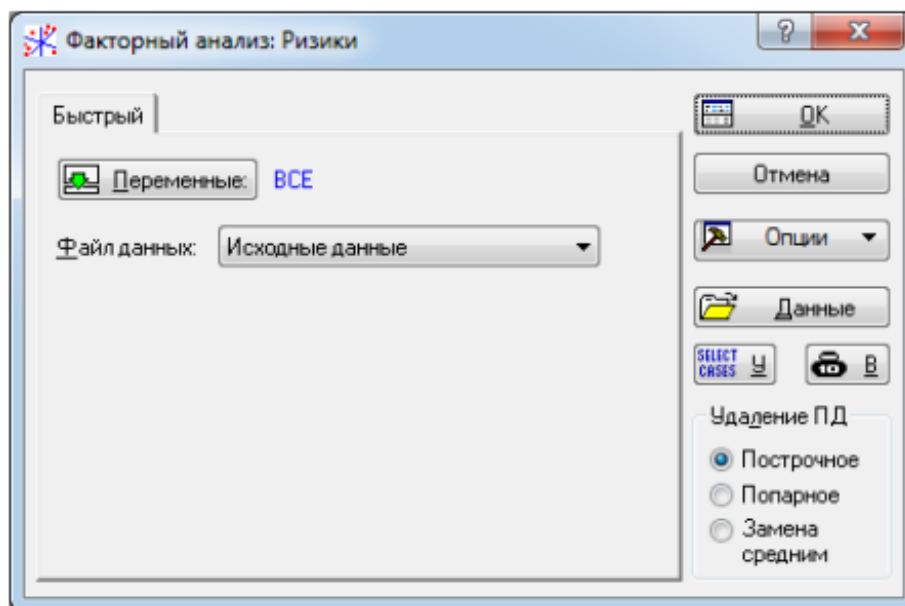 Факторный анализ: Ризики
?
Быстрый
Переменные: ВСЕ
Файл данных: Исходные данные
OK
Отмена
Опции
Данные
SELECT CASES У
В
Удаление ПД
Построчное
Попарное
Замена
средним